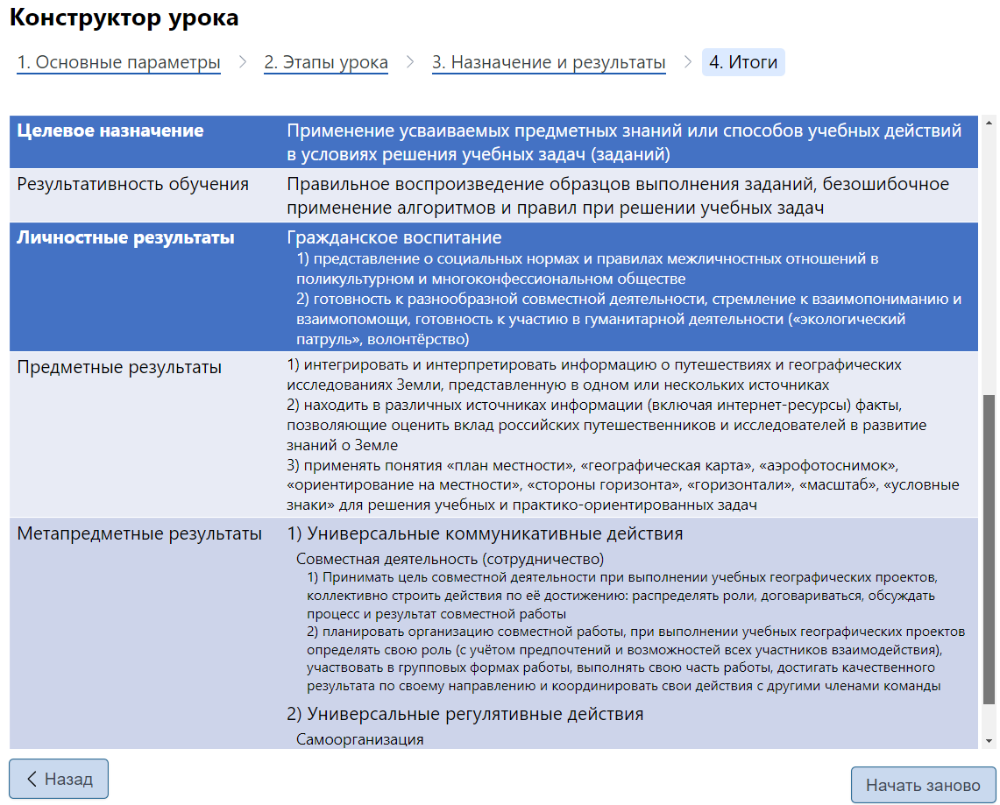 Конструктор урока
1. Основные параметры > 2. Этапы урока > 3. Назначение и результаты > 4. Итоги
Целевое назначение
Применение усваиваемых предметных знаний или способов учебных действий
в условиях решения учебных задач (заданий)
Результативность обучения
Правильное воспроизведение образцов выполнения заданий, безошибочное
применение алгоритмов и правил при решении учебных задач
Личностные результаты
Гражданское воспитание
1) представление о социальных нормах и правилах межличностных отношений в
поликультурном и многоконфессиональном обществе
2) готовность к разнообразной совместной деятельности, стремление к взаимопониманию и
взаимопомощи, готовность к участию в гуманитарной деятельности («экологический
патруль», волонтёрство)
Предметные результаты
1) интегрировать и интерпретировать информацию о путешествиях и географических
исследованиях Земли, представленную в одном или нескольких источниках
2) находить в различных источниках информации (включая интернет-ресурсы) факты,
позволяющие оценить вклад российских путешественников и исследователей в развитие
знаний о Земле
3) применять понятия «план местности», «географическая карта», «аэрофотоснимок»,
«ориентирование на местности», «стороны горизонта», «горизонтали», «масштаб», «условные
знаки» для решения учебных и практико-ориентированных задач
Метапредметные результаты
1) Универсальные коммуникативные действия
Совместная деятельность (сотрудничество)
1) Принимать цель совместной деятельности при выполнении учебных географических проектов,
коллективно строить действия по её достижению: распределять роли, договариваться, обсуждать
процесс и результат совместной работы
2) планировать организацию совместной работы, при выполнении учебных географических проектов
определять свою роль (с учётом предпочтений и возможностей всех участников взаимодействия),
участвовать в групповых формах работы, выполнять свою часть работы, достигать качественного
результата по своему направлению и координировать свои действия с другими членами команды
2) Универсальные регулятивные действия
Самоорганизация
Назад
Начать заново